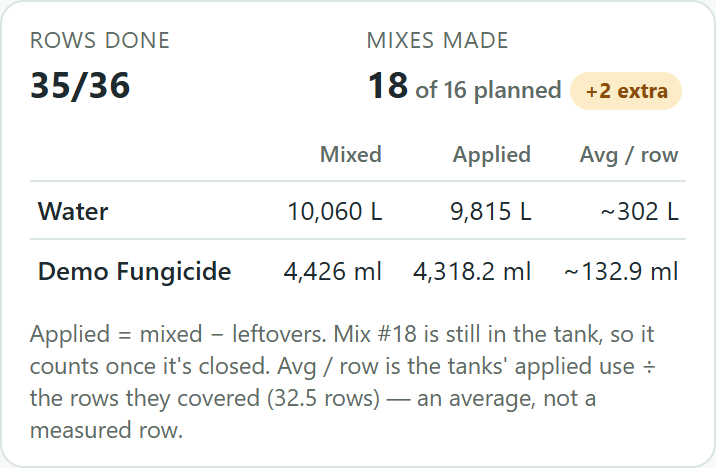 ROWS DONE
MIXES MADE
35/36
18 of 16 planned +2 extra
Mixed Applied Avg / row
Water 10,060 L 9,815 L ~302 L
Demo Fungicide 4,426 ml 4,318.2 ml ~132.9 ml
Applied = mixed − leftovers. Mix #18 is still in the tank, so it
counts once it's closed. Avg / row is the tanks' applied use ÷
the rows they covered (32.5 rows) — an average, not a
measured row.